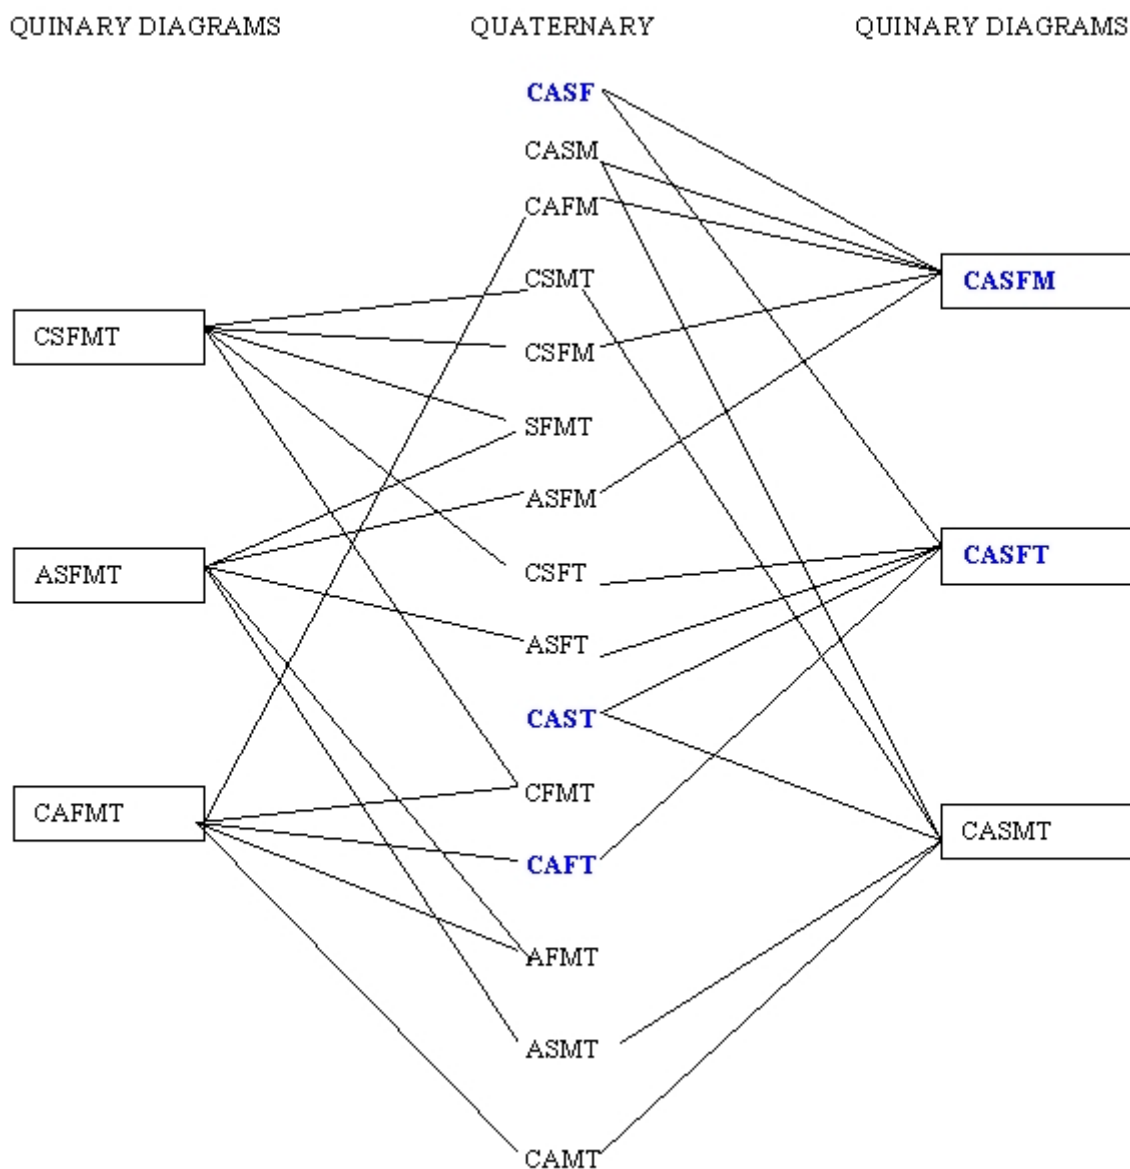 QUINARY DIAGRAMS
QUATERNARY
QUINARY DIAGRAMS
CASF
CASM
CAFM
CASFM
CSMT
CSFMT
CSFM
SFMT
ASFM
CASFT
ASFMT
CSFT
ASFT
CAST
CFMT
CAFMT
CASMT
CAFT
AFMT
ASMT
CAMT